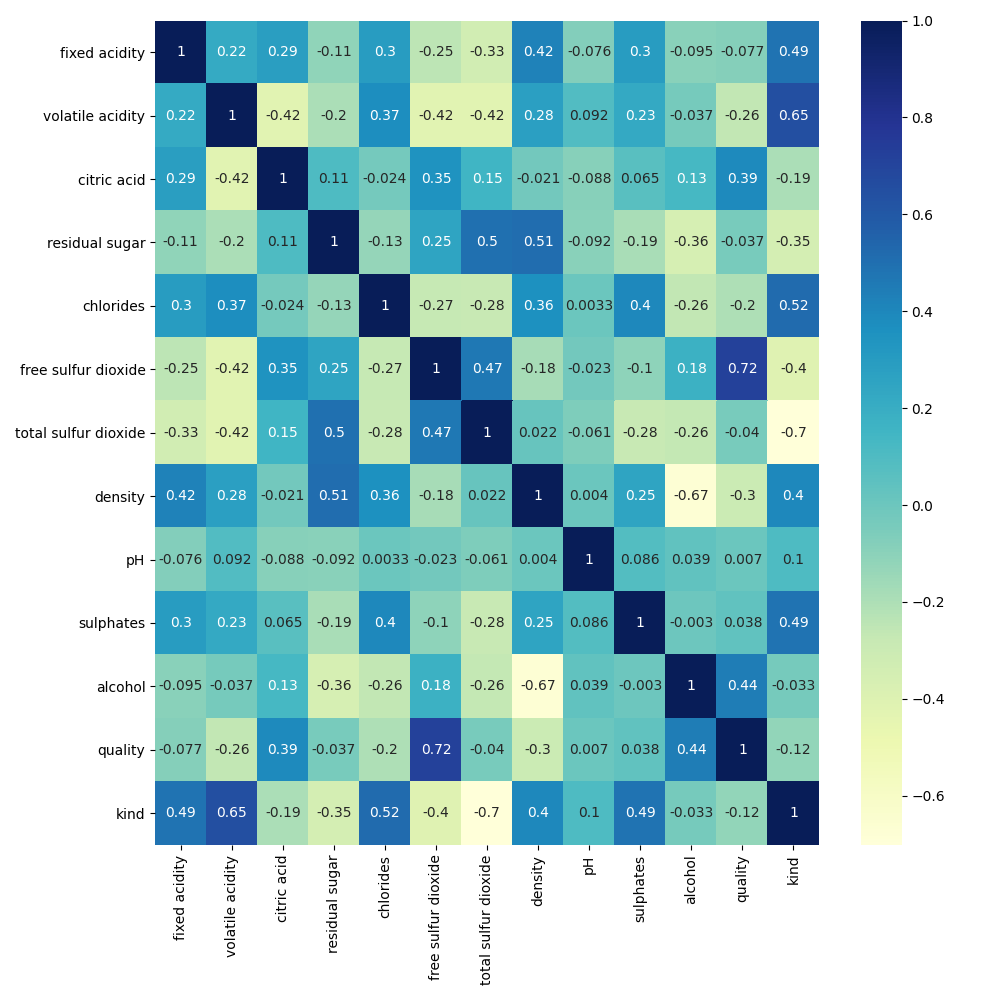 fixed acidity 1 0.22 0.29 -0.11 0.3 -0.25 -0.33 0.42 -0.076 0.3 -0.095 -0.077 0.49
volatile acidity 0.22 1 -0.42 -0.2 0.37 -0.42 -0.42 0.28 0.092 0.23 -0.037 -0.26 0.65
citric acid 0.29 -0.42 1 0.11 -0.024 0.35 0.15 -0.021 -0.088 0.065 0.13 0.39 -0.19
residual sugar -0.11 -0.2 0.11 1 -0.13 0.25 0.5 0.51 -0.092 -0.19 -0.36 -0.037 -0.35
chlorides 0.3 0.37 -0.024 -0.13 1 -0.27 -0.28 0.36 0.0033 0.4 -0.26 -0.2 0.52
free sulfur dioxide -0.25 -0.42 0.35 0.25 -0.27 1 0.47 -0.18 -0.023 -0.1 0.18 0.72 -0.4
total sulfur dioxide -0.33 -0.42 0.15 0.5 -0.28 0.47 1 0.022 -0.061 -0.28 -0.26 -0.04 -0.7
density 0.42 0.28 -0.021 0.51 0.36 -0.18 0.022 1 0.004 0.25 -0.67 -0.3 0.4
pH -0.076 0.092 -0.088 -0.092 0.0033 -0.023 -0.061 0.004 1 0.086 0.039 0.007 0.1
sulphates 0.3 0.23 0.065 -0.19 0.4 -0.1 -0.28 0.25 0.086 1 -0.003 0.038 0.49
alcohol -0.095 -0.037 0.13 -0.36 -0.26 0.18 -0.26 -0.67 0.039 -0.003 1 0.44 -0.033
quality -0.077 -0.26 0.39 -0.037 -0.2 0.72 -0.04 -0.3 0.007 0.038 0.44 1 -0.12
kind 0.49 0.65 -0.19 -0.35 0.52 -0.4 -0.7 0.4 0.1 0.49 -0.033 -0.12 1
fixed acidity
volatile acidity
citric acid
residual sugar
chlorides
free sulfur dioxide
total sulfur dioxide
density
pH
sulphates
alcohol
quality
kind
1.0
0.8
0.6
0.4
0.2
0.0
−0.2
−0.4
−0.6